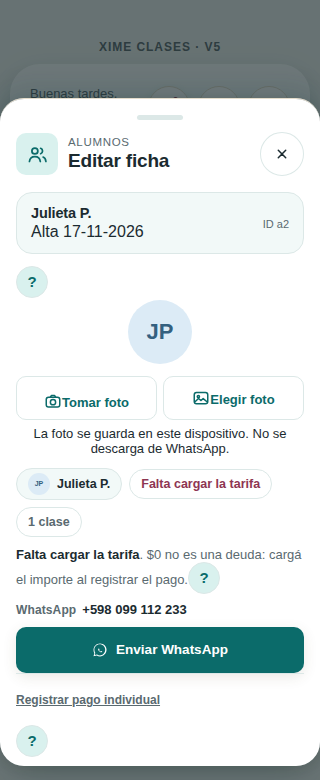 XIME CLASES · V5
Buenas tardes,
ALUMNOS
Editar ficha
Julieta P.
Alta 17-11-2026
ID a2
?
JP
Tomar foto
Elegir foto
La foto se guarda en este dispositivo. No se
descarga de WhatsApp.
JP Julieta P.
Falta cargar la tarifa
1 clase
Falta cargar la tarifa. $0 no es una deuda: cargá
el importe al registrar el pago. ?
WhatsApp +598 099 112 233
Enviar WhatsApp
Registrar pago individual
?